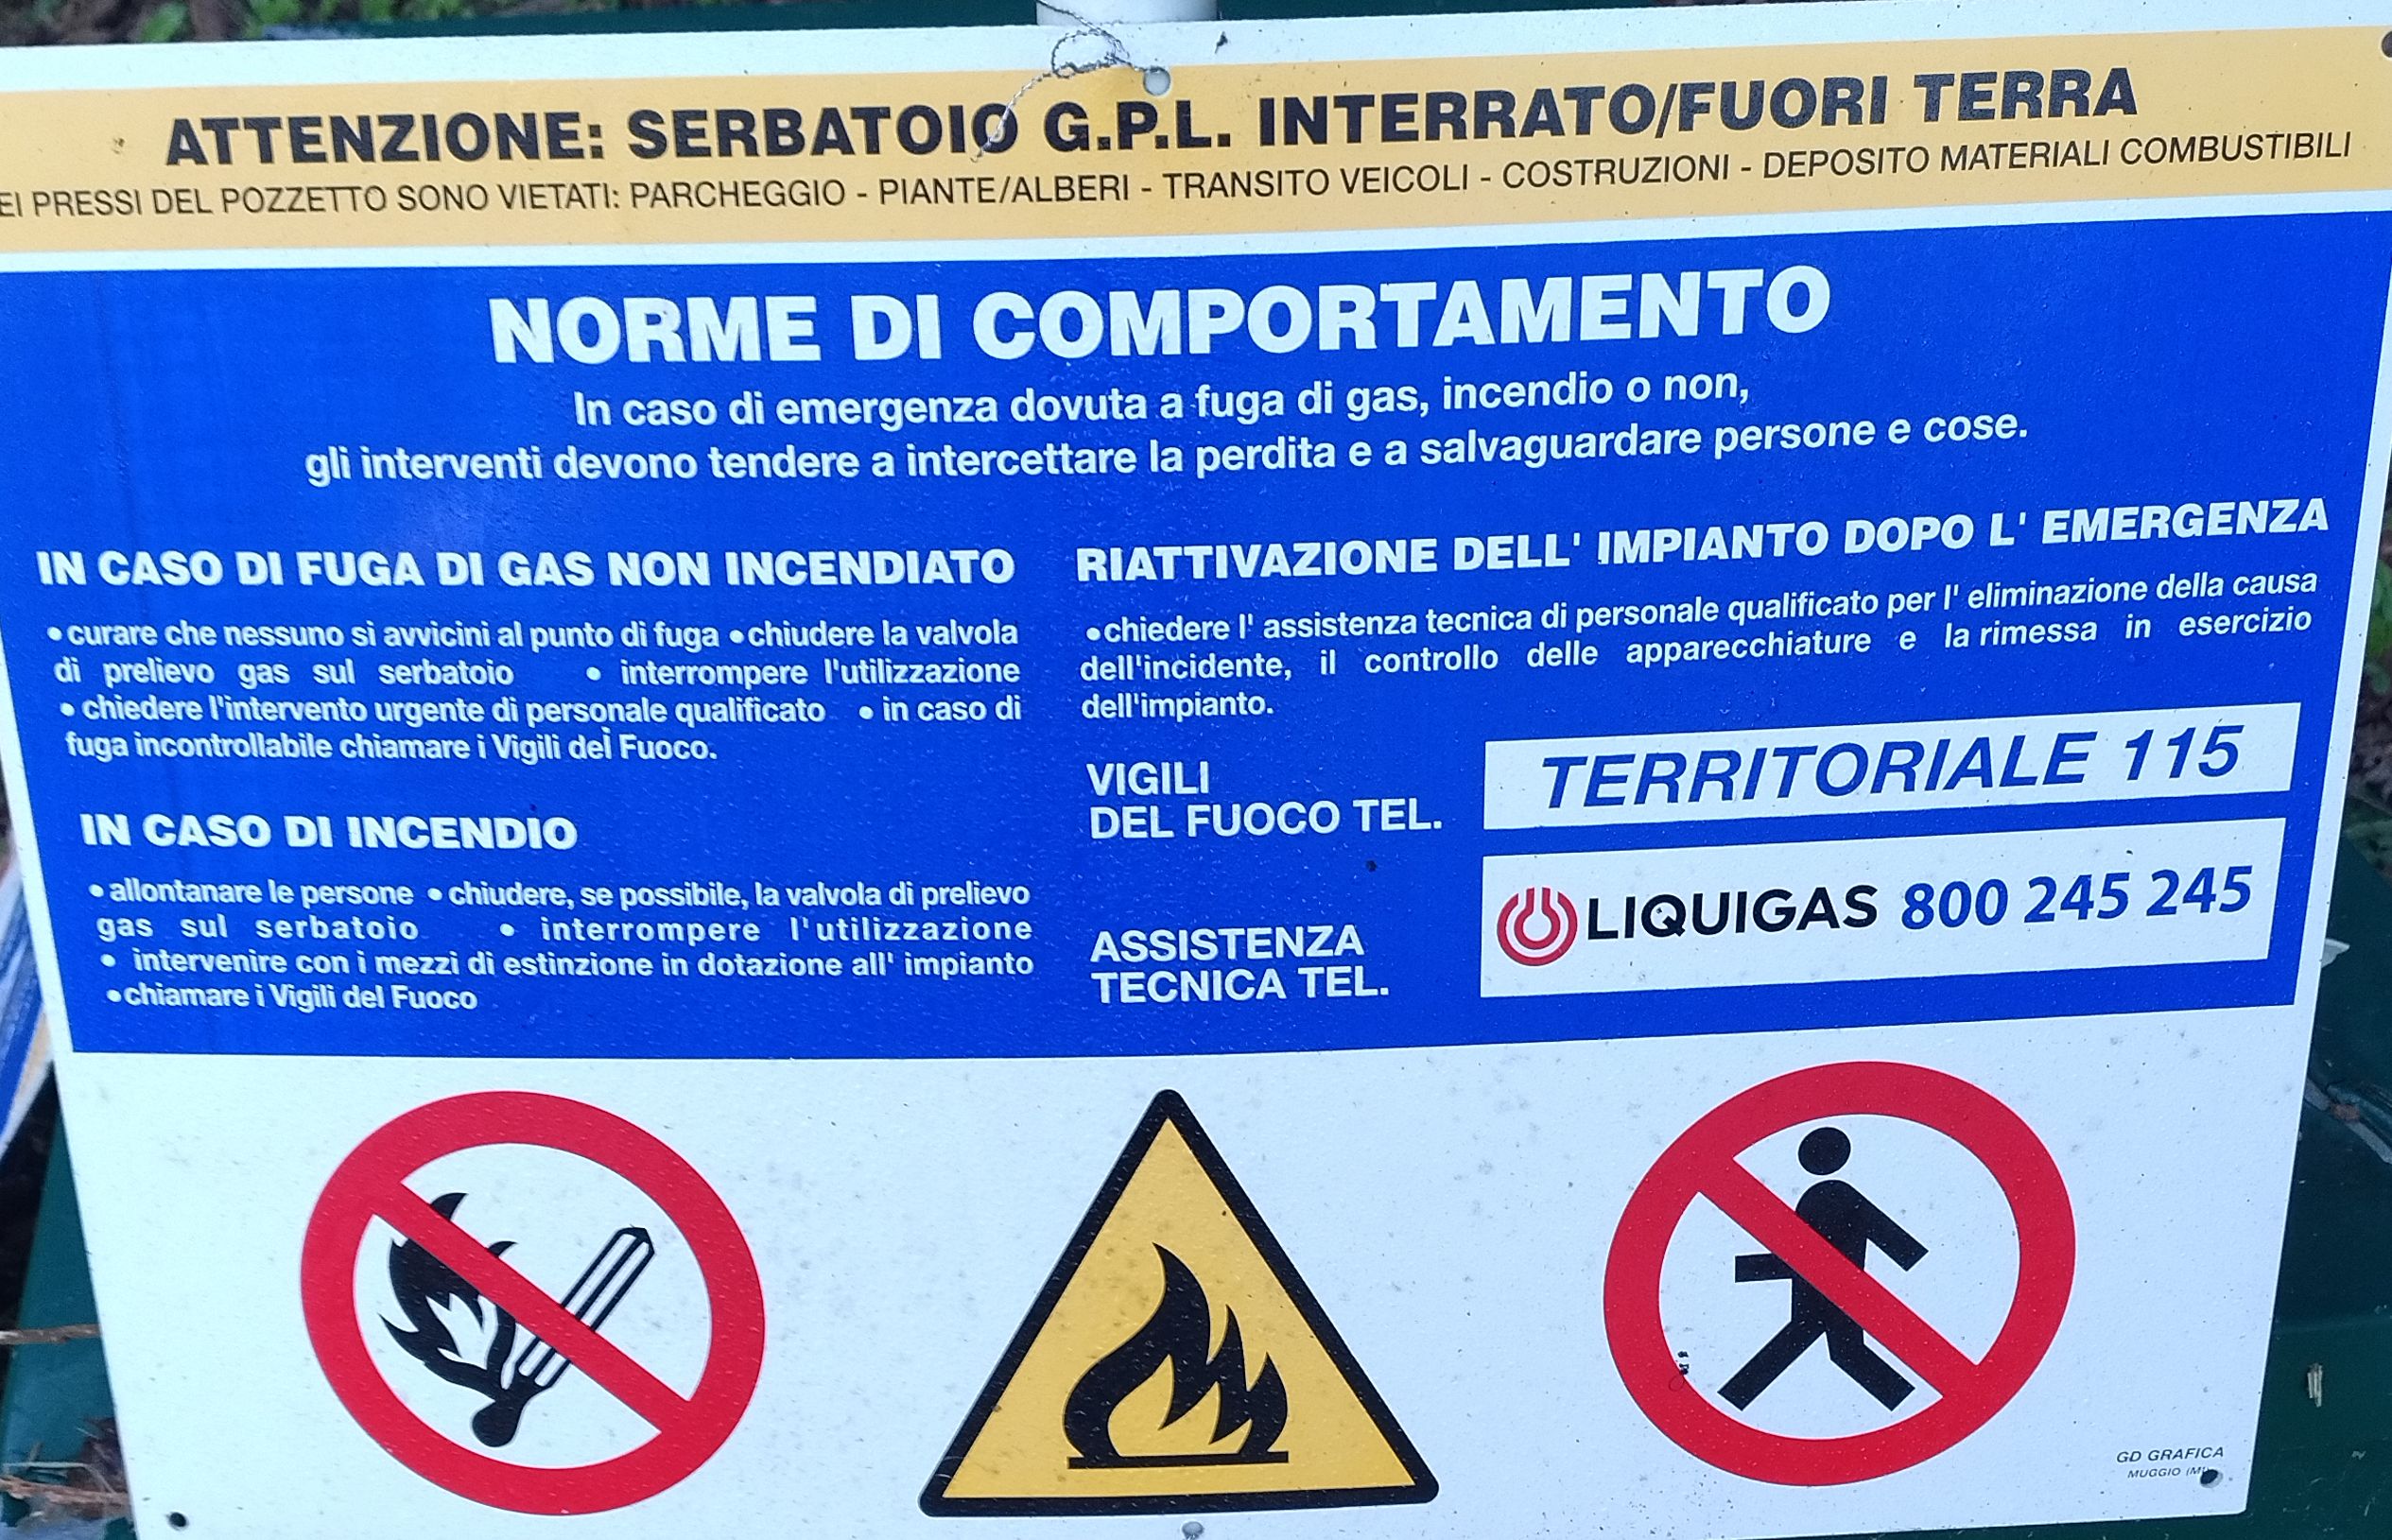 ATTENZIONE: SERBATOIO G.P.L. INTERRATO/FUORI TERRA
EI PRESSI DEL POZZETTO SONO VIETATI: PARCHEGGIO - PIANTE/ALBERI - TRANSITO VEICOLI - COSTRUZIONI - DEPOSITO MATERIALI COMBUSTIBILI
NORME DI COMPORTAMENTO
In caso di emergenza dovuta a fuga di gas, incendio o non,
gli interventi devono tendere a intercettare la perdita e a salvaguardare persone e cose.
IN CASO DI FUGA DI GAS NON INCENDIATO
• curare che nessuno si avvicini al punto di fuga • chiudere la valvola
di prelievo gas sul serbatoio • interrompere l'utilizzazione
• chiedere l'intervento urgente di personale qualificato • in caso di
fuga incontrollabile chiamare i Vigili del Fuoco.
IN CASO DI INCENDIO
• allontanare le persone • chiudere, se possibile, la valvola di prelievo
gas sul serbatoio • interrompere l'utilizzazione
• intervenire con i mezzi di estinzione in dotazione all' impianto
• chiamare i Vigili del Fuoco
RIATTIVAZIONE DELL' IMPIANTO DOPO L' EMERGENZA
• chiedere l' assistenza tecnica di personale qualificato per l' eliminazione della causa
dell'incidente, il controllo delle apparecchiature e la rimessa in esercizio
dell'impianto.
VIGILI
DEL FUOCO TEL.
TERRITORIALE 115
ASSISTENZA
TECNICA TEL.
LIQUIGAS 800 245 245
GD GRAFICA
MUGGIO (MI)